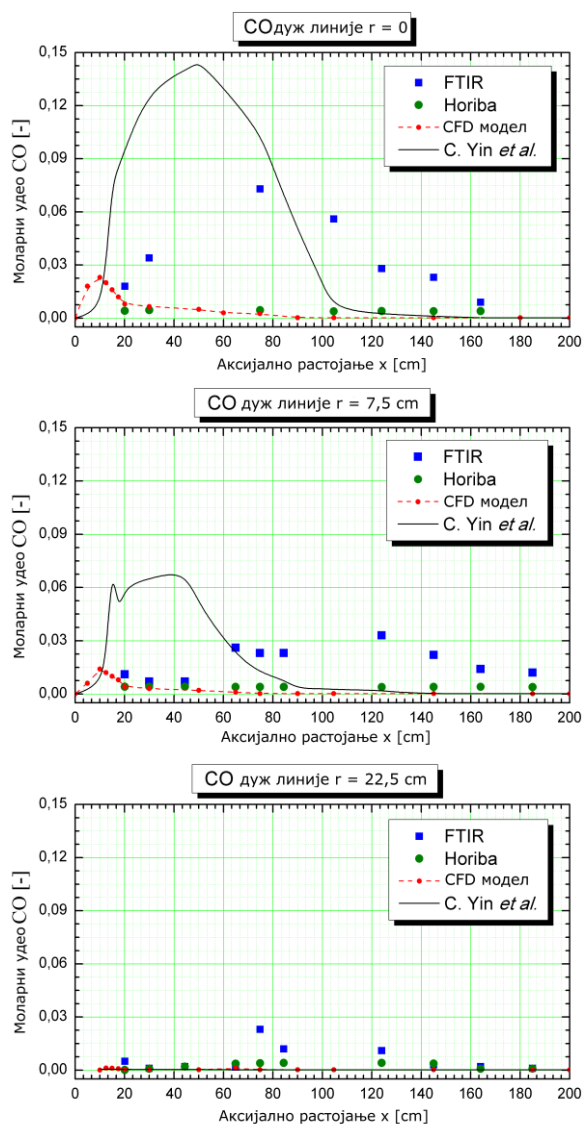 CO дуж линије r = 0
0,15
0,12
0,09
0,06
0,03
0,00
Моларни удео CO [-]
FTIR
Horiba
CFD модел
C. Yin et al.
0 20 40 60 80 100 120 140 160 180 200
Аксијално растојање x [cm]
CO дуж линије r = 7,5 cm
0,15
0,12
0,09
0,06
0,03
0,00
Моларни удео CO [-]
FTIR
Horiba
CFD модел
C. Yin et al.
0 20 40 60 80 100 120 140 160 180 200
Аксијално растојање x [cm]
CO дуж линије r = 22,5 cm
0,15
0,12
0,09
0,06
0,03
0,00
Моларни удео CO [-]
FTIR
Horiba
CFD модел
C. Yin et al.
0 20 40 60 80 100 120 140 160 180 200
Аксијално растојање x [cm]